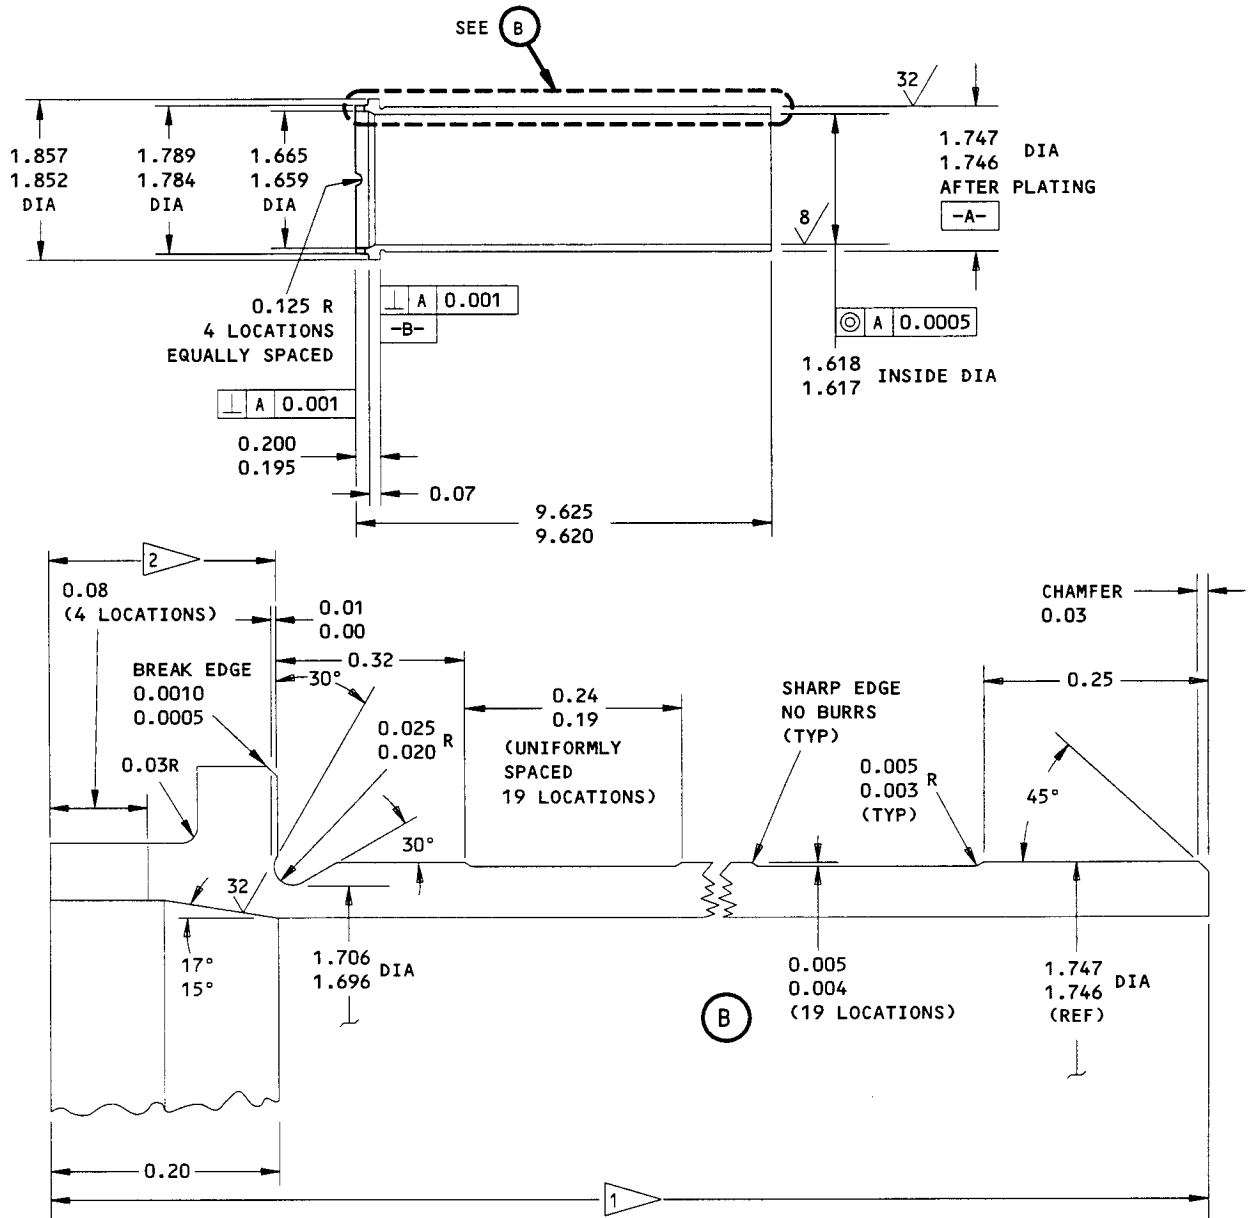 SEE B
32
1.857
1.852
DIA
1.789
1.784
DIA
1.665
1.659
DIA
1.747
1.746 DIA
AFTER PLATING
-A-
8
0.125 R
4 LOCATIONS
EQUALLY SPACED
⊥ A 0.001
-B-
◎ A 0.0005
1.618
1.617 INSIDE DIA
⊥ A 0.001
0.200
0.195
0.07
9.625
9.620
2
0.08
(4 LOCATIONS)
0.01
0.00
CHAMFER
0.03
0.32
30°
BREAK EDGE
0.0010
0.0005
0.03R
0.025
0.020 R
0.24
0.19
(UNIFORMLY
SPACED
19 LOCATIONS)
SHARP EDGE
NO BURRS
(TYP)
0.25
0.005
0.003 R
(TYP)
45°
30°
32
17°
15°
1.706
1.696 DIA
B
0.005
0.004
(19 LOCATIONS)
1.747
1.746 DIA
(REF)
0.20
1